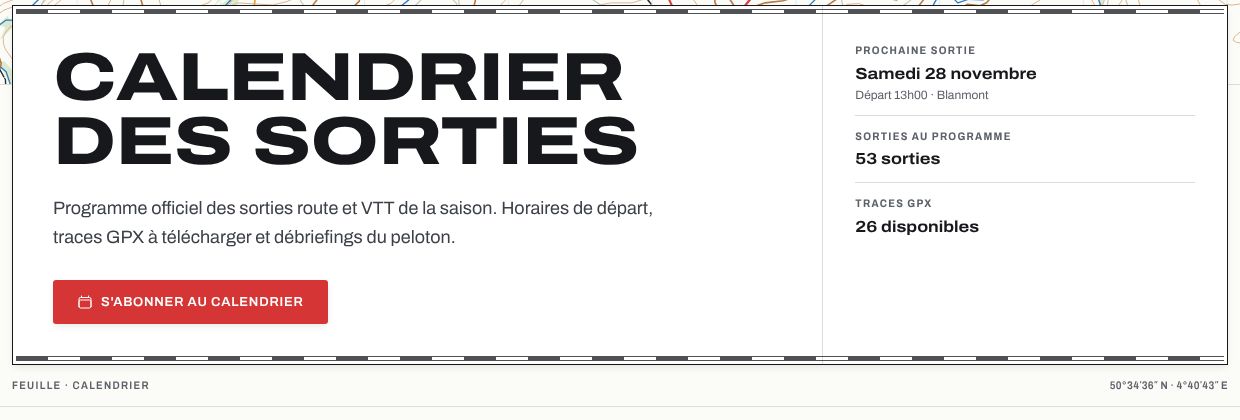 CALENDRIER
DES SORTIES
Programme officiel des sorties route et VTT de la saison. Horaires de départ,
traces GPX à télécharger et débriefings du peloton.
S'ABONNER AU CALENDRIER
PROCHAINE SORTIE
Samedi 28 novembre
Départ 13h00 · Blanmont
SORTIES AU PROGRAMME
53 sorties
TRACES GPX
26 disponibles
FEUILLE · CALENDRIER
50°34′36″ N · 4°40′43″ E